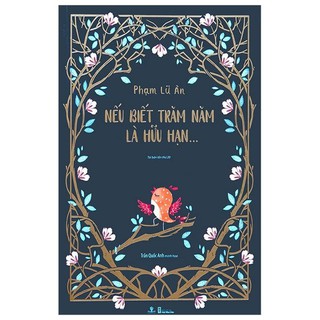 Phạm Lữ Ân
NẾU BIẾT TRĂM NĂM
LÀ HỮU HẠN...
Trần Quốc Anh